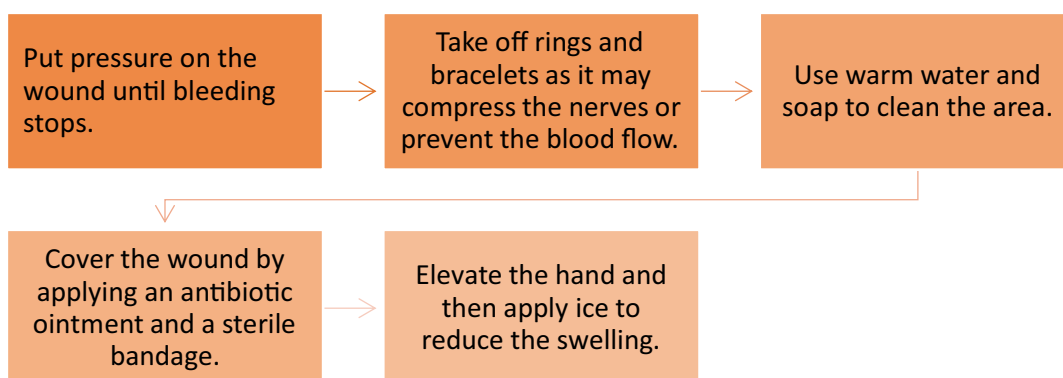 Put pressure on the
wound until bleeding
stops.
Take off rings and
bracelets as it may
compress the nerves or
prevent the blood flow.
Use warm water and
soap to clean the area.
Cover the wound by
applying an antibiotic
ointment and a sterile
bandage.
Elevate the hand and
then apply ice to
reduce the swelling.